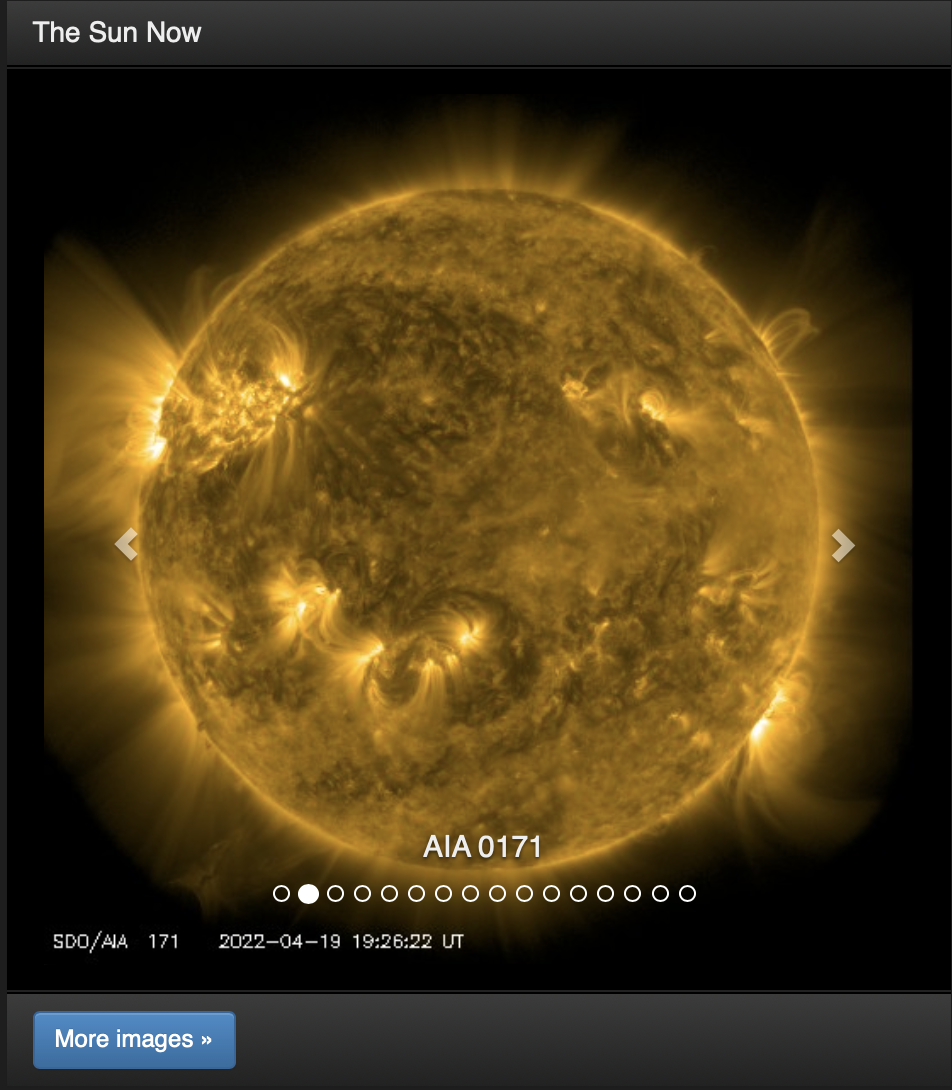 The Sun Now
AIA 0171
SDO/AIA 171 2022-04-19 19:26:22 UT
More images »